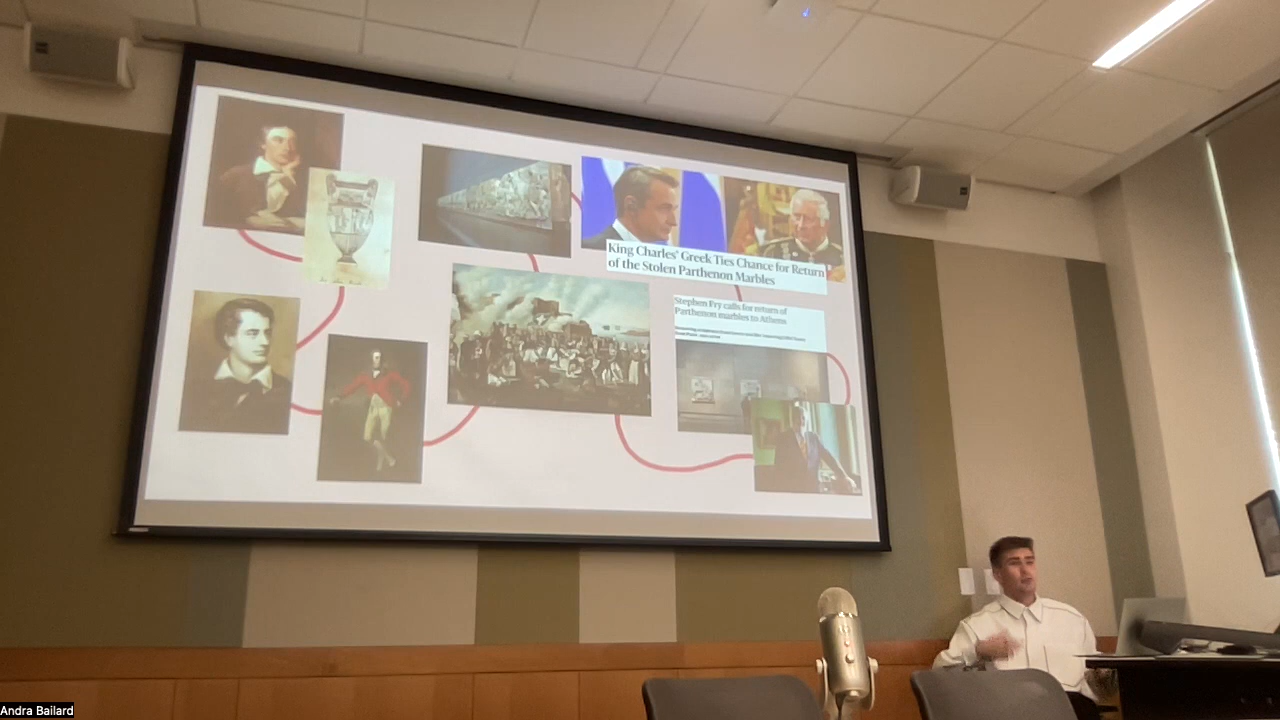 King Charles' Greek Ties Chance for Return
of the Stolen Parthenon Marbles
Stephen Fry calls for return of
Parthenon marbles to Athens
Andra Bailard